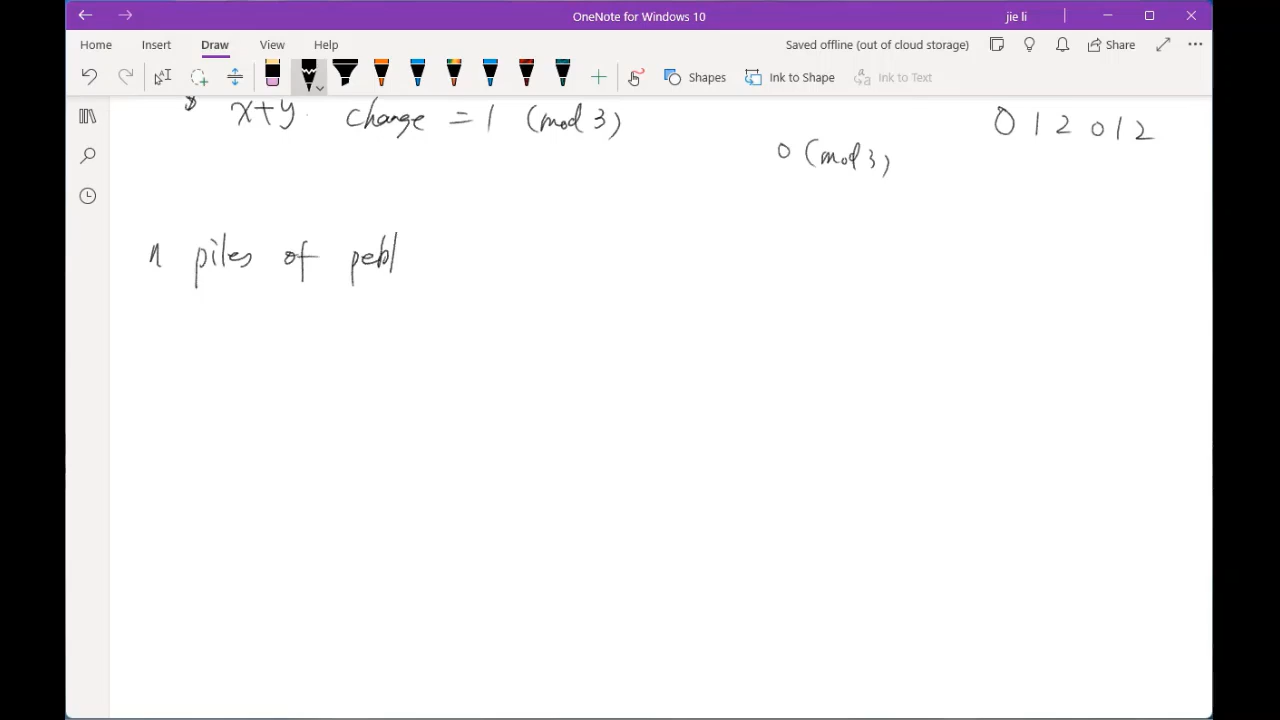 OneNote for Windows 10
jie li
Home Insert Draw View Help
Saved offline (out of cloud storage)
Share
Shapes
Ink to Shape
Ink to Text
x+y. change = 1 (mod 3)
0 1 2 0 1 2
0 (mod 3)
n piles of pebl